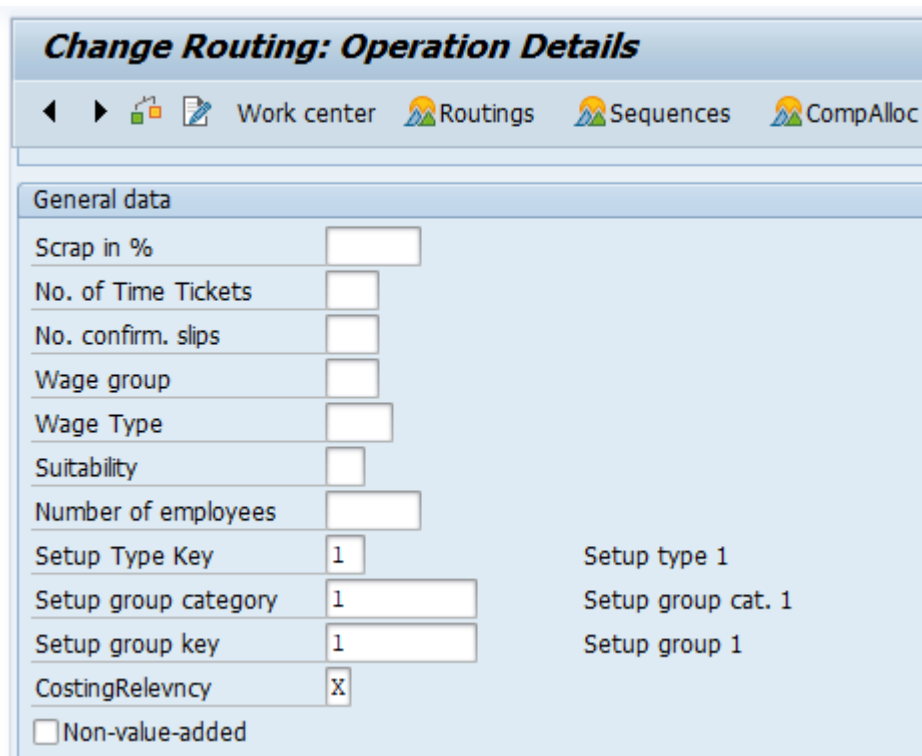 Change Routing: Operation Details
Work center Routings Sequences CompAlloc
General data
Scrap in %
No. of Time Tickets
No. confirm. slips
Wage group
Wage Type
Suitability
Number of employees
Setup Type Key 1 Setup type 1
Setup group category 1 Setup group cat. 1
Setup group key 1 Setup group 1
CostingRelevncy X
Non-value-added